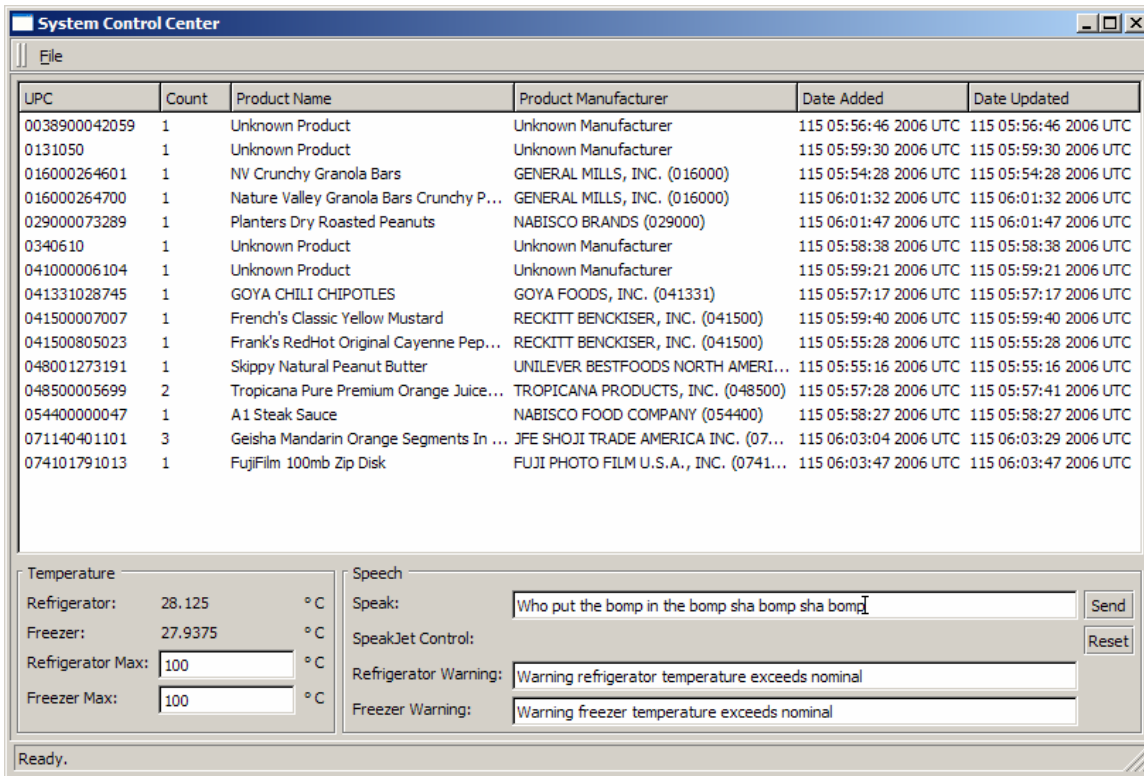 System Control Center
File
UPC Count Product Name Product Manufacturer Date Added Date Updated
0038900042059 1 Unknown Product Unknown Manufacturer 115 05:56:46 2006 UTC 115 05:56:46 2006 UTC
0131050 1 Unknown Product Unknown Manufacturer 115 05:59:30 2006 UTC 115 05:59:30 2006 UTC
016000264601 1 NV Crunchy Granola Bars GENERAL MILLS, INC. (016000) 115 05:54:28 2006 UTC 115 05:54:28 2006 UTC
016000264700 1 Nature Valley Granola Bars Crunchy P... GENERAL MILLS, INC. (016000) 115 06:01:32 2006 UTC 115 06:01:32 2006 UTC
029000073289 1 Planters Dry Roasted Peanuts NABISCO BRANDS (029000) 115 06:01:47 2006 UTC 115 06:01:47 2006 UTC
0340610 1 Unknown Product Unknown Manufacturer 115 05:58:38 2006 UTC 115 05:58:38 2006 UTC
041000006104 1 Unknown Product Unknown Manufacturer 115 05:59:21 2006 UTC 115 05:59:21 2006 UTC
041331028745 1 GOYA CHILI CHIPOTLES GOYA FOODS, INC. (041331) 115 05:57:17 2006 UTC 115 05:57:17 2006 UTC
041500007007 1 French's Classic Yellow Mustard RECKITT BENCKISER, INC. (041500) 115 05:59:40 2006 UTC 115 05:59:40 2006 UTC
041500805023 1 Frank's RedHot Original Cayenne Pep... RECKITT BENCKISER, INC. (041500) 115 05:55:28 2006 UTC 115 05:55:28 2006 UTC
048001273191 1 Skippy Natural Peanut Butter UNILEVER BESTFOODS NORTH AMERI... 115 05:55:16 2006 UTC 115 05:55:16 2006 UTC
048500005699 2 Tropicana Pure Premium Orange Juice... TROPICANA PRODUCTS, INC. (048500) 115 05:57:28 2006 UTC 115 05:57:41 2006 UTC
054400000047 1 A1 Steak Sauce NABISCO FOOD COMPANY (054400) 115 05:58:27 2006 UTC 115 05:58:27 2006 UTC
071140401101 3 Geisha Mandarin Orange Segments In ... JFE SHOJI TRADE AMERICA INC. (07... 115 06:03:04 2006 UTC 115 06:03:29 2006 UTC
074101791013 1 FujiFilm 100mb Zip Disk FUJI PHOTO FILM U.S.A., INC. (0741... 115 06:03:47 2006 UTC 115 06:03:47 2006 UTC
Temperature
Refrigerator: 28.125 ° C
Freezer: 27.9375 ° C
Refrigerator Max: 100 ° C
Freezer Max: 100 ° C
Speech
Speak: Who put the bomp in the bomp sha bomp sha bomp Send
SpeakJet Control: Reset
Refrigerator Warning: Warning refrigerator temperature exceeds nominal
Freezer Warning: Warning freezer temperature exceeds nominal
Ready.